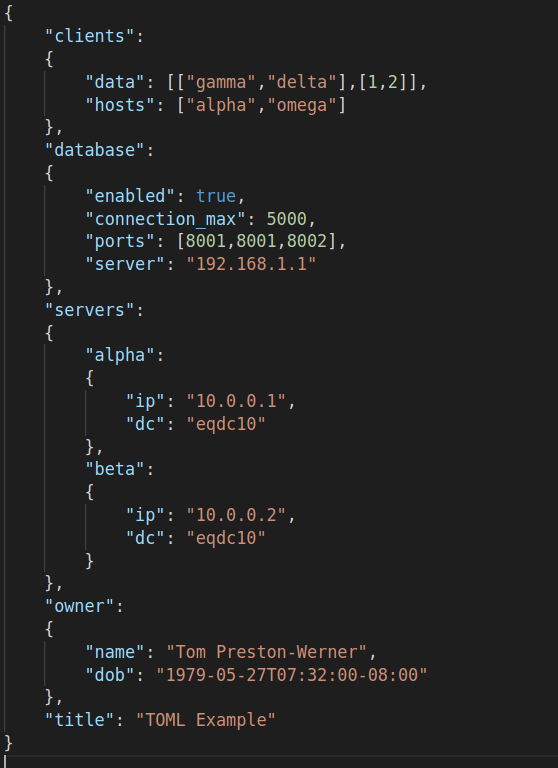 {
    "clients":
    {
        "data": [["gamma","delta"],[1,2]],
        "hosts": ["alpha","omega"]
    },
    "database":
    {
        "enabled": true,
        "connection_max": 5000,
        "ports": [8001,8001,8002],
        "server": "192.168.1.1"
    },
    "servers":
    {
        "alpha":
        {
            "ip": "10.0.0.1",
            "dc": "eqdc10"
        },
        "beta":
        {
            "ip": "10.0.0.2",
            "dc": "eqdc10"
        }
    },
    "owner":
    {
        "name": "Tom Preston-Werner",
        "dob": "1979-05-27T07:32:00-08:00"
    },
    "title": "TOML Example"
}